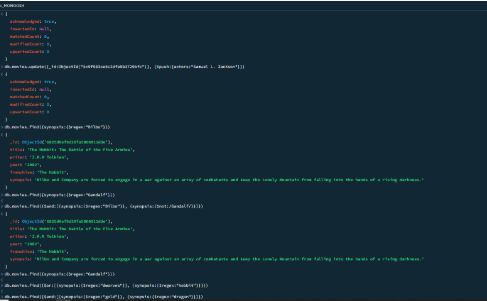 >_MONGOSH
{
acknowledged: true,
insertedId: null,
matchedCount: 0,
modifiedCount: 0,
upsertedCount: 0
}
db.movies.update({_id:ObjectId(" ")}, {$push:{actors:"Samuel L. Jackson"}})
{
acknowledged: true,
insertedId: null,
matchedCount: 0,
modifiedCount: 0,
upsertedCount: 0
}
> db.movies.find({synopsis:{$regex:"Bilbo"}})
< {
_id: ObjectId(
title: 'The Hobbit: The Battle of the Five Armies',
writer: 'J.R.R Tolkien',
year:
franchise: 'The Hobbit',
synopsis: 'Bilbo and Company are forced to engage in a war against an array of combatants and keep the Lonely Mountain from falling into the hands of a rising darkness.'
}
> db.movies.find({synopsis:{$regex:"Gandalf"}})
> db.movies.find({$and:[{synopsis:{$regex:"Bilbo"}}, {synopsis:{$not:/Gandalf/}}]})
< {
_id: ObjectId(
title: 'The Hobbit: The Battle of the Five Armies',
writer: 'J.R.R Tolkien',
year:
franchise: 'The Hobbit',
synopsis: 'Bilbo and Company are forced to engage in a war against an array of combatants and keep the Lonely Mountain from falling into the hands of a rising darkness.'
}
> db.movies.find({synopsis:{$regex:"Gandalf"}})
> db.movies.find({$or:[{synopsis:{$regex:"dwarves"}}, {synopsis:{$regex:"hobbit"}}]})
> db.movies.find({$and:[{synopsis:{$regex:"gold"}}, {synopsis:{$regex:"dragon"}}]})